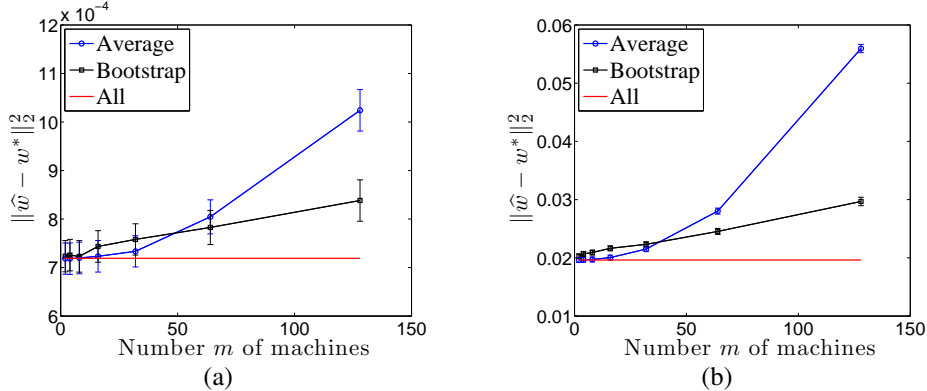 x 10⁻⁴
12
10
8
7
6
Average
Bootstrap
All
‖ŵ − w*‖₂²
0 50 100 150
Number m of machines
(a)
0.06
0.05
0.04
0.03
0.02
0.01
Average
Bootstrap
All
‖ŵ − w*‖₂²
0 50 100 150
Number m of machines
(b)